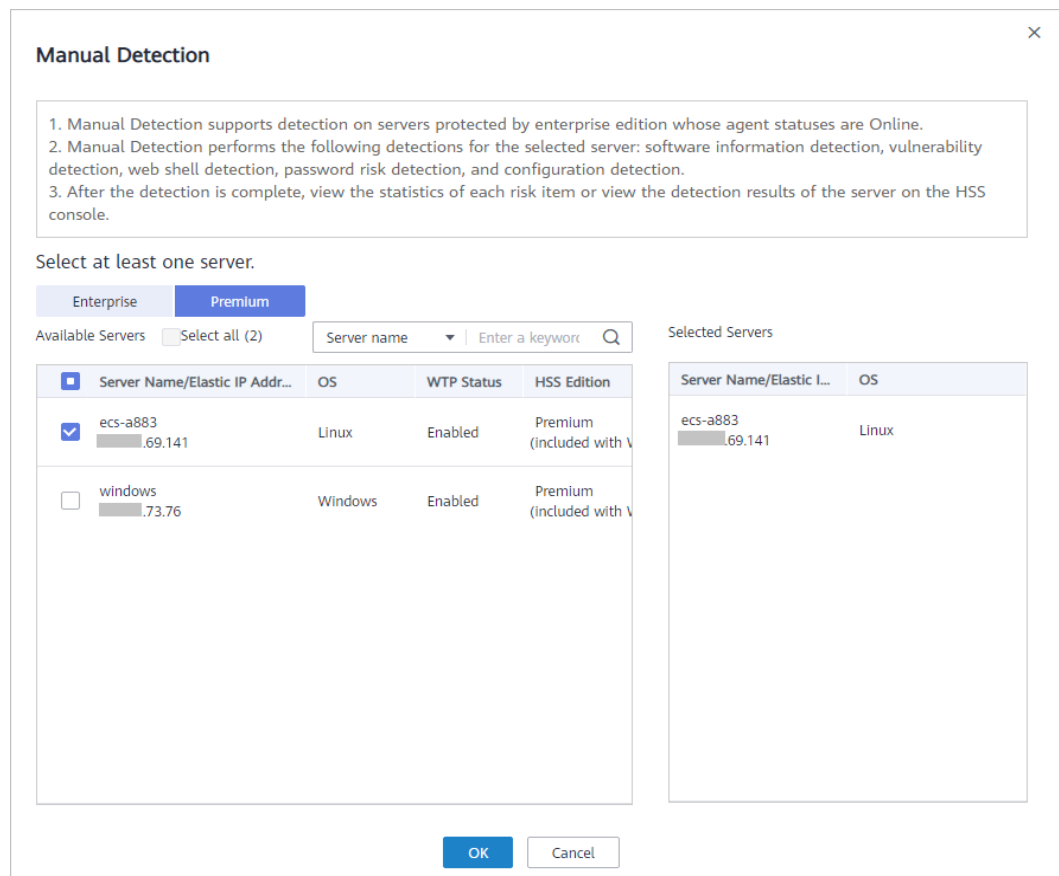 Manual Detection
1. Manual Detection supports detection on servers protected by enterprise edition whose agent statuses are Online.
2. Manual Detection performs the following detections for the selected server: software information detection, vulnerability
detection, web shell detection, password risk detection, and configuration detection.
3. After the detection is complete, view the statistics of each risk item or view the detection results of the server on the HSS
console.
Select at least one server.
Enterprise Premium
Available Servers Select all (2) Server name Enter a keyword Selected Servers
Server Name/Elastic IP Addr... OS WTP Status HSS Edition Server Name/Elastic I... OS
ecs-a883 Premium ecs-a883
.69.141 Linux Enabled (included with .69.141 Linux
windows Premium
.73.76 Windows Enabled (included with
OK Cancel